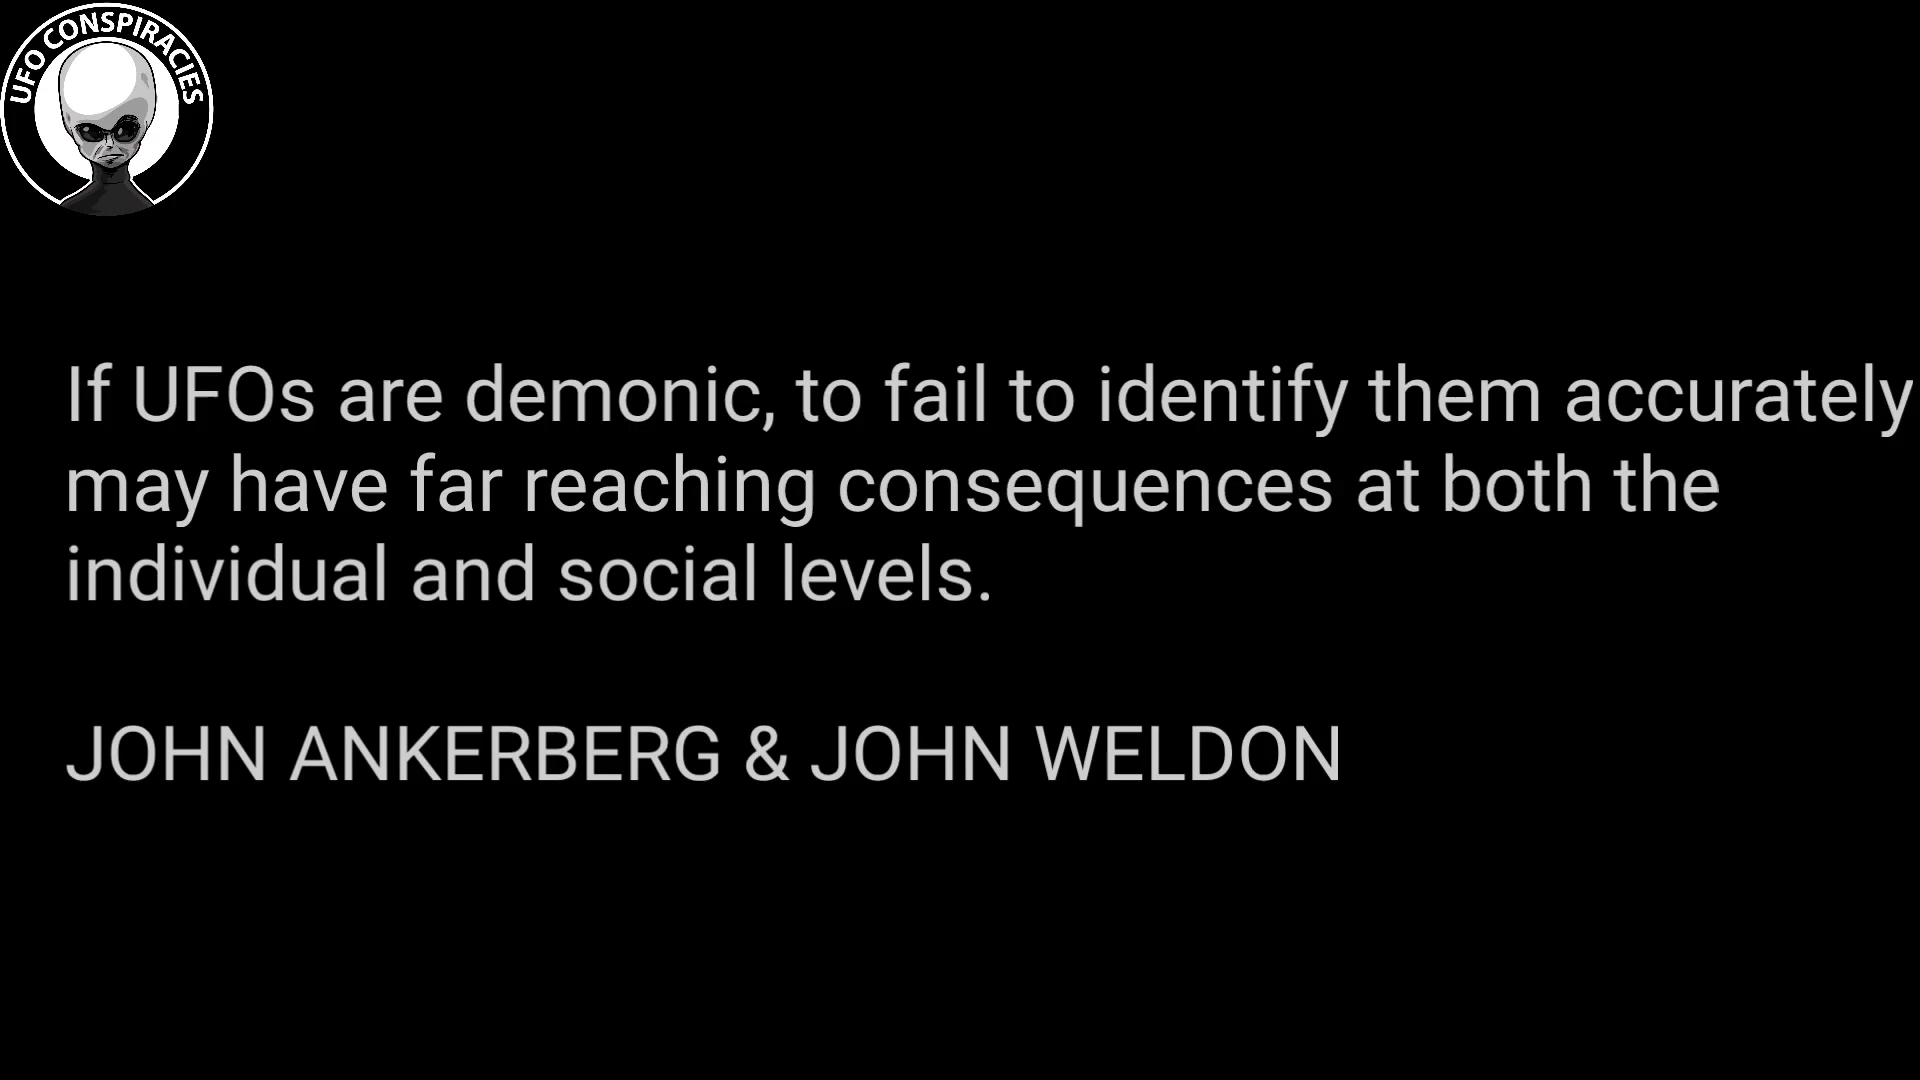 UFO CONSPIRACIES
If UFOs are demonic, to fail to identify them accurately
may have far reaching consequences at both the
individual and social levels.
JOHN ANKERBERG & JOHN WELDON